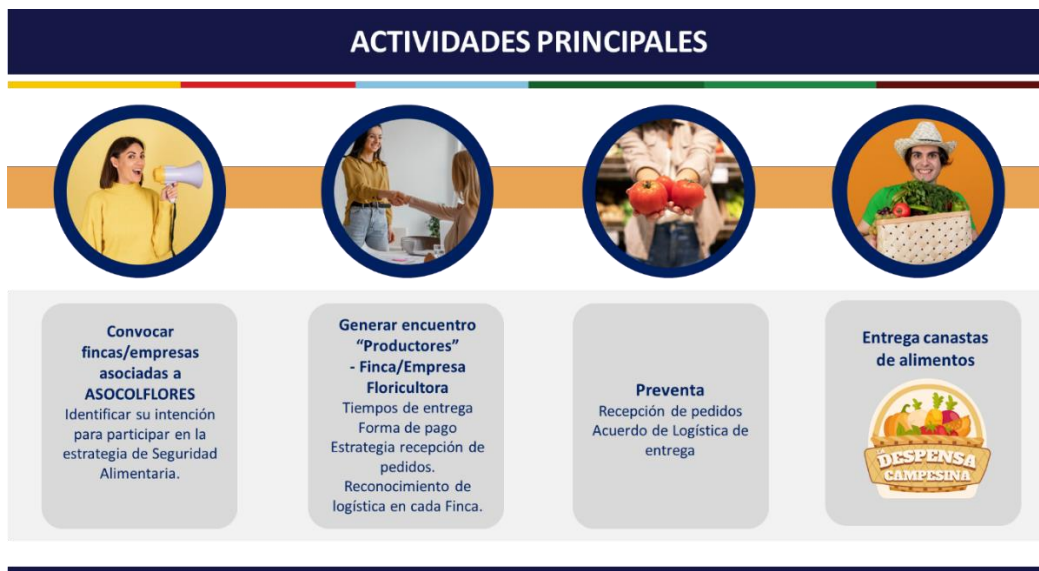 ACTIVIDADES PRINCIPALES
Convocar
fincas/empresas
asociadas a
ASOCOLFLORES
Identificar su intención
para participar en la
estrategia de Seguridad
Alimentaria.
Generar encuentro
“Productores”
- Finca/Empresa
Floricultora
Tiempos de entrega
Forma de pago
Estrategia recepción de
pedidos.
Reconocimiento de
logística en cada Finca.
Preventa
Recepción de pedidos
Acuerdo de Logística de
entrega
Entrega canastas
de alimentos
LA
DESPENSA
CAMPESINA